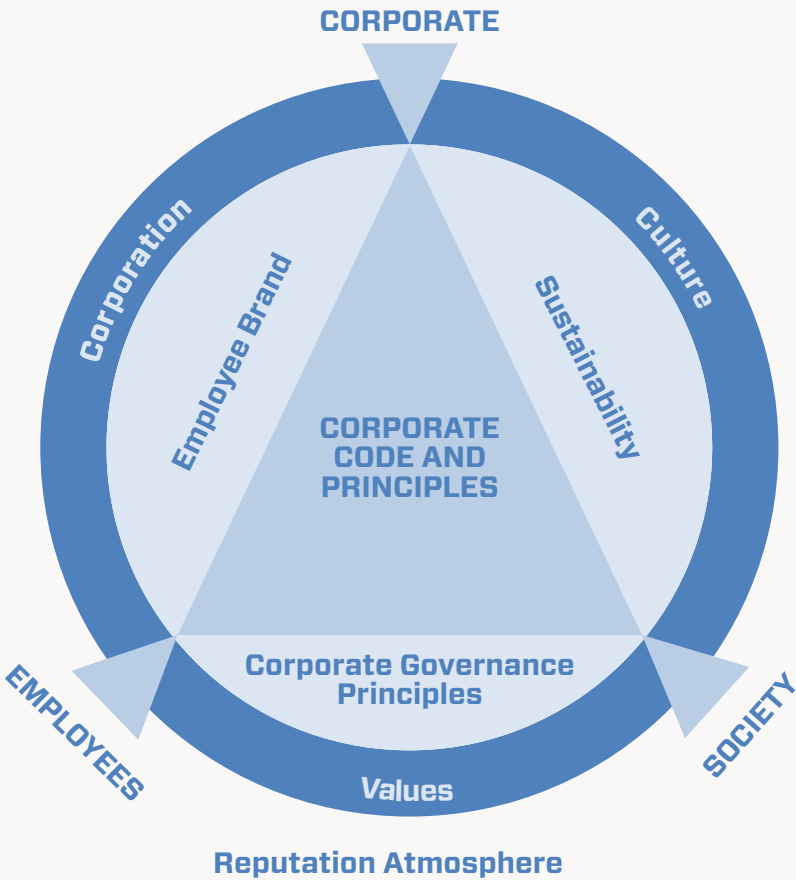 CORPORATE
Corporation
Culture
Employee Brand
Sustainability
CORPORATE
CODE AND
PRINCIPLES
Corporate Governance
Principles
EMPLOYEES
SOCIETY
Values
Reputation Atmosphere